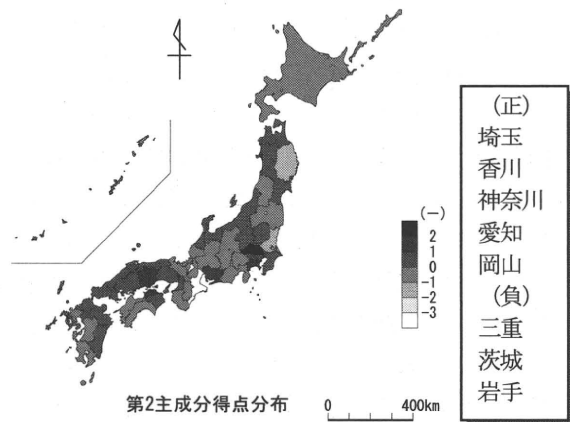 (正)
埼玉
香川
神奈川
愛知
岡山
(負)
三重
茨城
岩手
(−)
2
1
0
-1
-2
-3
第2主成分得点分布
0 400km